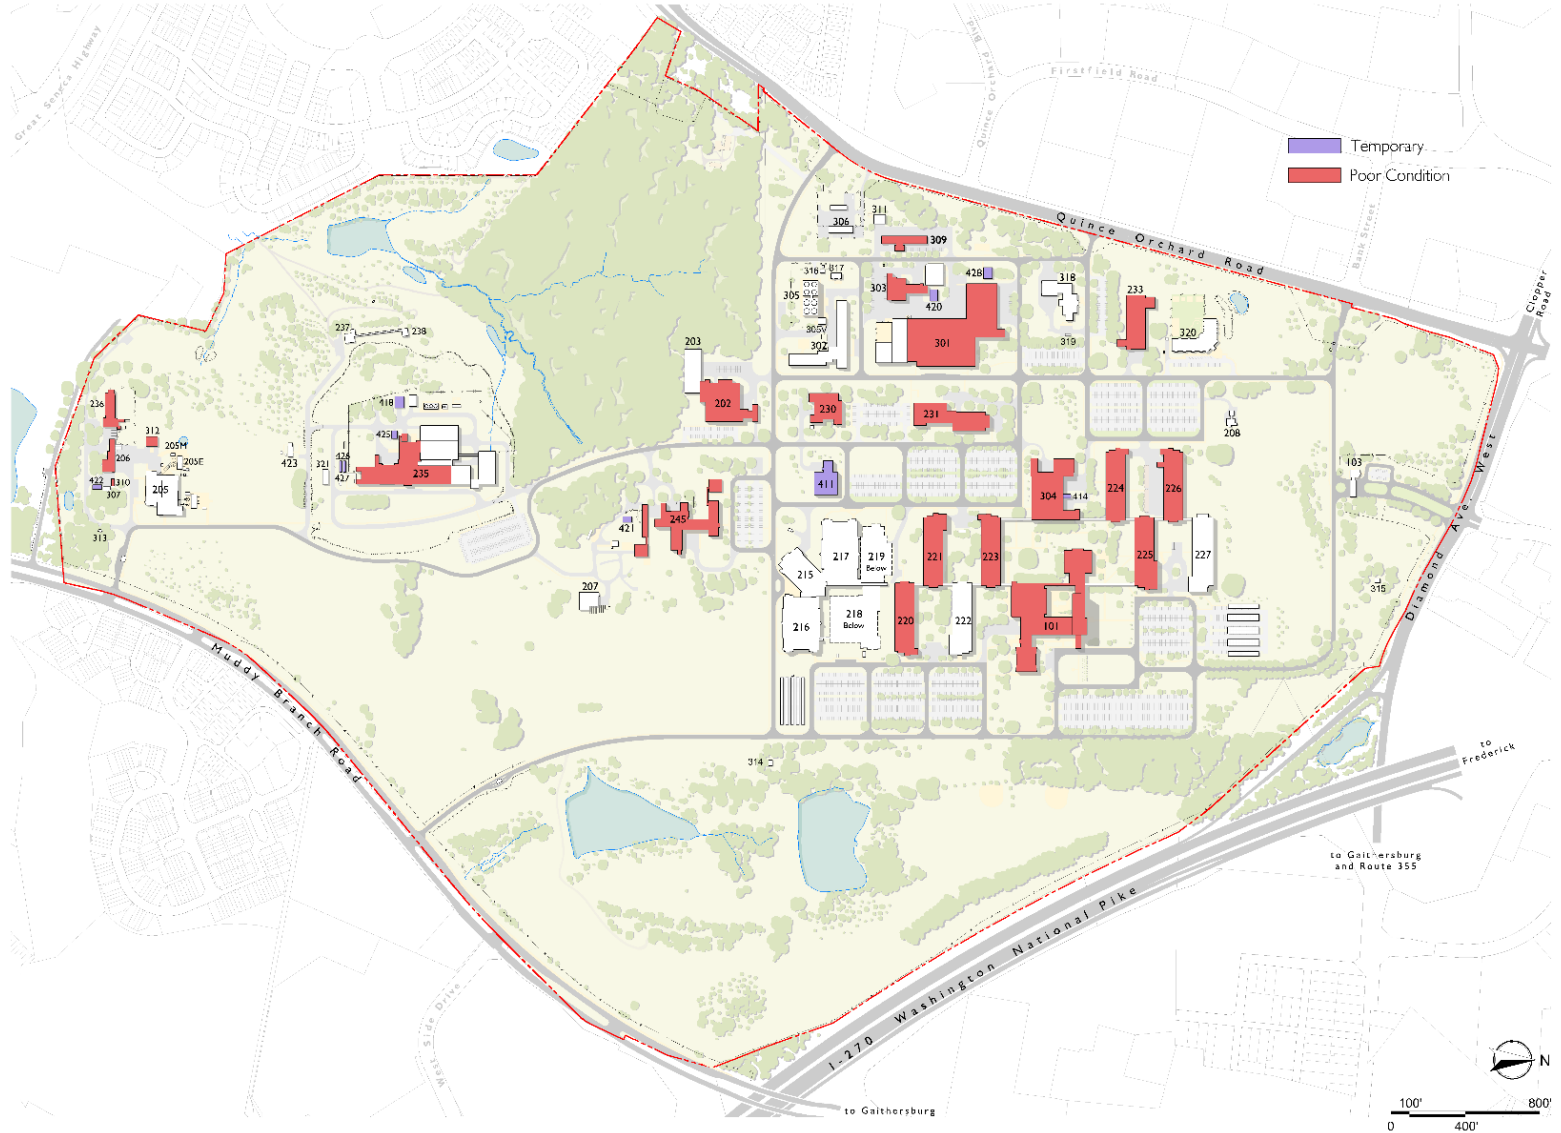 Great Seneca Highway
Quince Orchard Blvd
Firstfield Road
Temporary
Poor Condition
Bank Street
Quince Orchard Road
Clopper Road
306
311
309
316
317
428
318
233
303
305
420
305V
302
301
319
320
237
238
203
202
230
231
208
236
312
206
205M
205E
422
310
307
205
313
423
321
418
425
426
427
235
103
411
304
414
224
226
421
245
207
217
219
Below
215
216
218
Below
221
223
220
222
225
227
101
315
Diamond Ave. West
Muddy Branch Road
314
to
Frederick
to Gaithersburg
and Route 355
I-270 Washington National Pike
West Side Drive
to Gaithersburg
N
100'
800'
0
400'